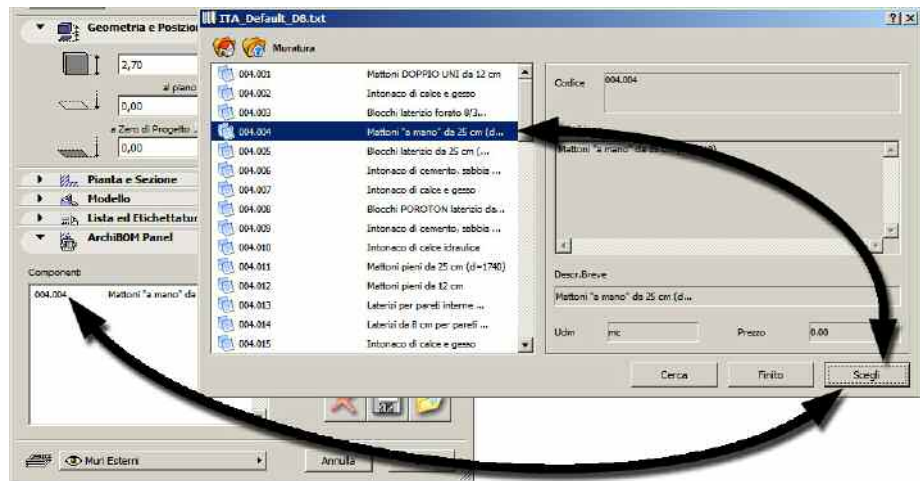 Geometria e Posizio
2,70
al piano
0,00
a Zero di Progetto ..
0,00
Pianta e Sezione
Modello
Lista ed Etichettatur
ArchiBOM Panel
Componenti
004.004 Mattoni "a mano" da
Muri Esterni
Annulla
ITA_Default_DB.txt
Muratura
004.001 Mattoni DOPPIO UNI da 12 cm
004.002 Intonaco di calce e gesso
004.003 Blocchi laterizio forato 8/3...
004.004 Mattoni "a mano" da 25 cm (d...
004.005 Blocchi laterizio da 25 cm (...
004.006 Intonaco di cemento, sabbia ...
004.007 Intonaco di calce e gesso
004.008 Blocchi POROTON laterizio da...
004.009 Intonaco di cemento, sabbia ...
004.010 Intonaco di calce idraulica
004.011 Mattoni pieni da 25 cm (d=1740)
004.012 Mattoni pieni da 12 cm
004.013 Laterizi per pareti interne ...
004.014 Laterizi da 8 cm per pareti ...
004.015 Intonaco di calce e gesso
Codice 004.004
Mattoni "a mano" da 25 cm
Descr.Breve
Mattoni "a mano" da 25 cm (d...
Udm mc Prezzo 0.00
Cerca Finito Scegli